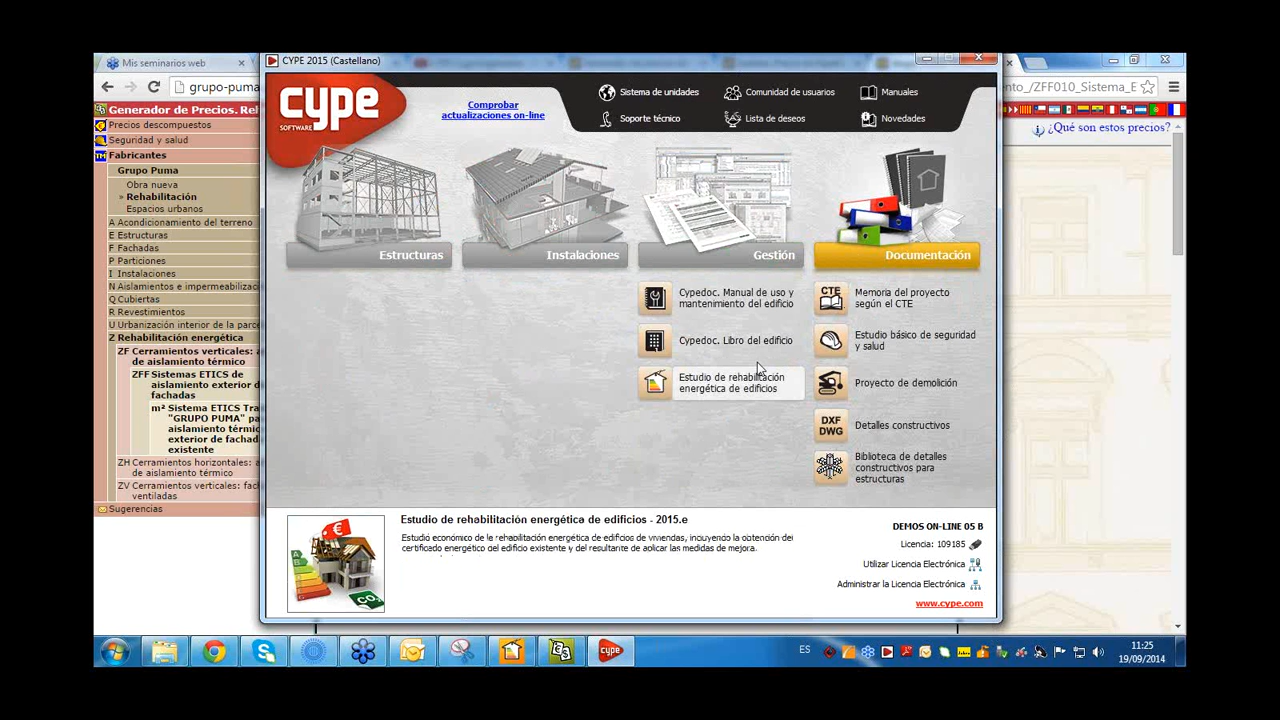 Mis seminarios web
CYPE 2015 (Castellano)
grupo-puma
ento_/ZFF010_Sistema_E
Generador de Precios. Rel
¿Qué son estos precios?
Precios descompuestos
Seguridad y salud
TM Fabricantes
Grupo Puma
Obra nueva
» Rehabilitación
Espacios urbanos
A Acondicionamiento del terreno
E Estructuras
F Fachadas
P Particiones
I Instalaciones
N Aislamientos e impermeabilizaci
Q Cubiertas
R Revestimientos
U Urbanización interior de la parce
Z Rehabilitación energética
ZF Cerramientos verticales: a
de aislamiento térmico
ZFF Sistemas ETICS de
aislamiento exterior de
fachadas
m² Sistema ETICS Tra
"GRUPO PUMA" pa
aislamiento térmico
exterior de fachad
existente
ZH Cerramientos horizontales: a
de aislamiento térmico
ZV Cerramientos verticales: fach
ventiladas
Sugerencias
cype
SOFTWARE
Comprobar
actualizaciones on-line
Sistema de unidades
Comunidad de usuarios
Manuales
Soporte técnico
Lista de deseos
Novedades
Estructuras
Instalaciones
Gestión
Documentación
Cypedoc. Manual de uso y
mantenimiento del edificio
Cypedoc. Libro del edificio
Estudio de rehabilitación
energética de edificios
CTE
Memoria del proyecto
según el CTE
Estudio básico de seguridad
y salud
Proyecto de demolición
DXF
DWG
Detalles constructivos
Biblioteca de detalles
constructivos para
estructuras
Estudio de rehabilitación energética de edificios - 2015.e
Estudio económico de la rehabilitación energética de edificios de viviendas, incluyendo la obtención del
certificado energético del edificio existente y del resultante de aplicar las medidas de mejora.
DEMOS ON-LINE 05 B
Licencia: 109185
Utilizar Licencia Electrónica
Administrar la Licencia Electrónica
www.cype.com
€
CO₂
cype
ES
11:25
19/09/2014